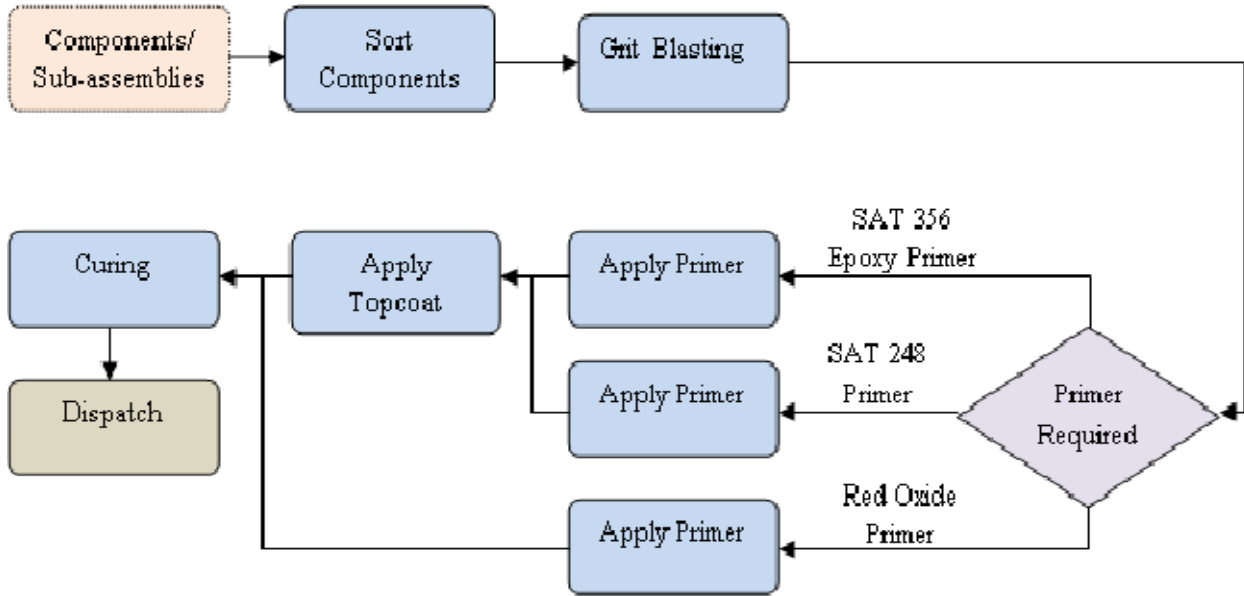 Components/
Sub-assemblies
Sort
Components
Grit Blasting
SAT 356
Epoxy Primer
Curing
Apply
Topcoat
Apply Primer
SAT 248
Primer
Apply Primer
Primer
Required
Dispatch
Red Oxide
Primer
Apply Primer